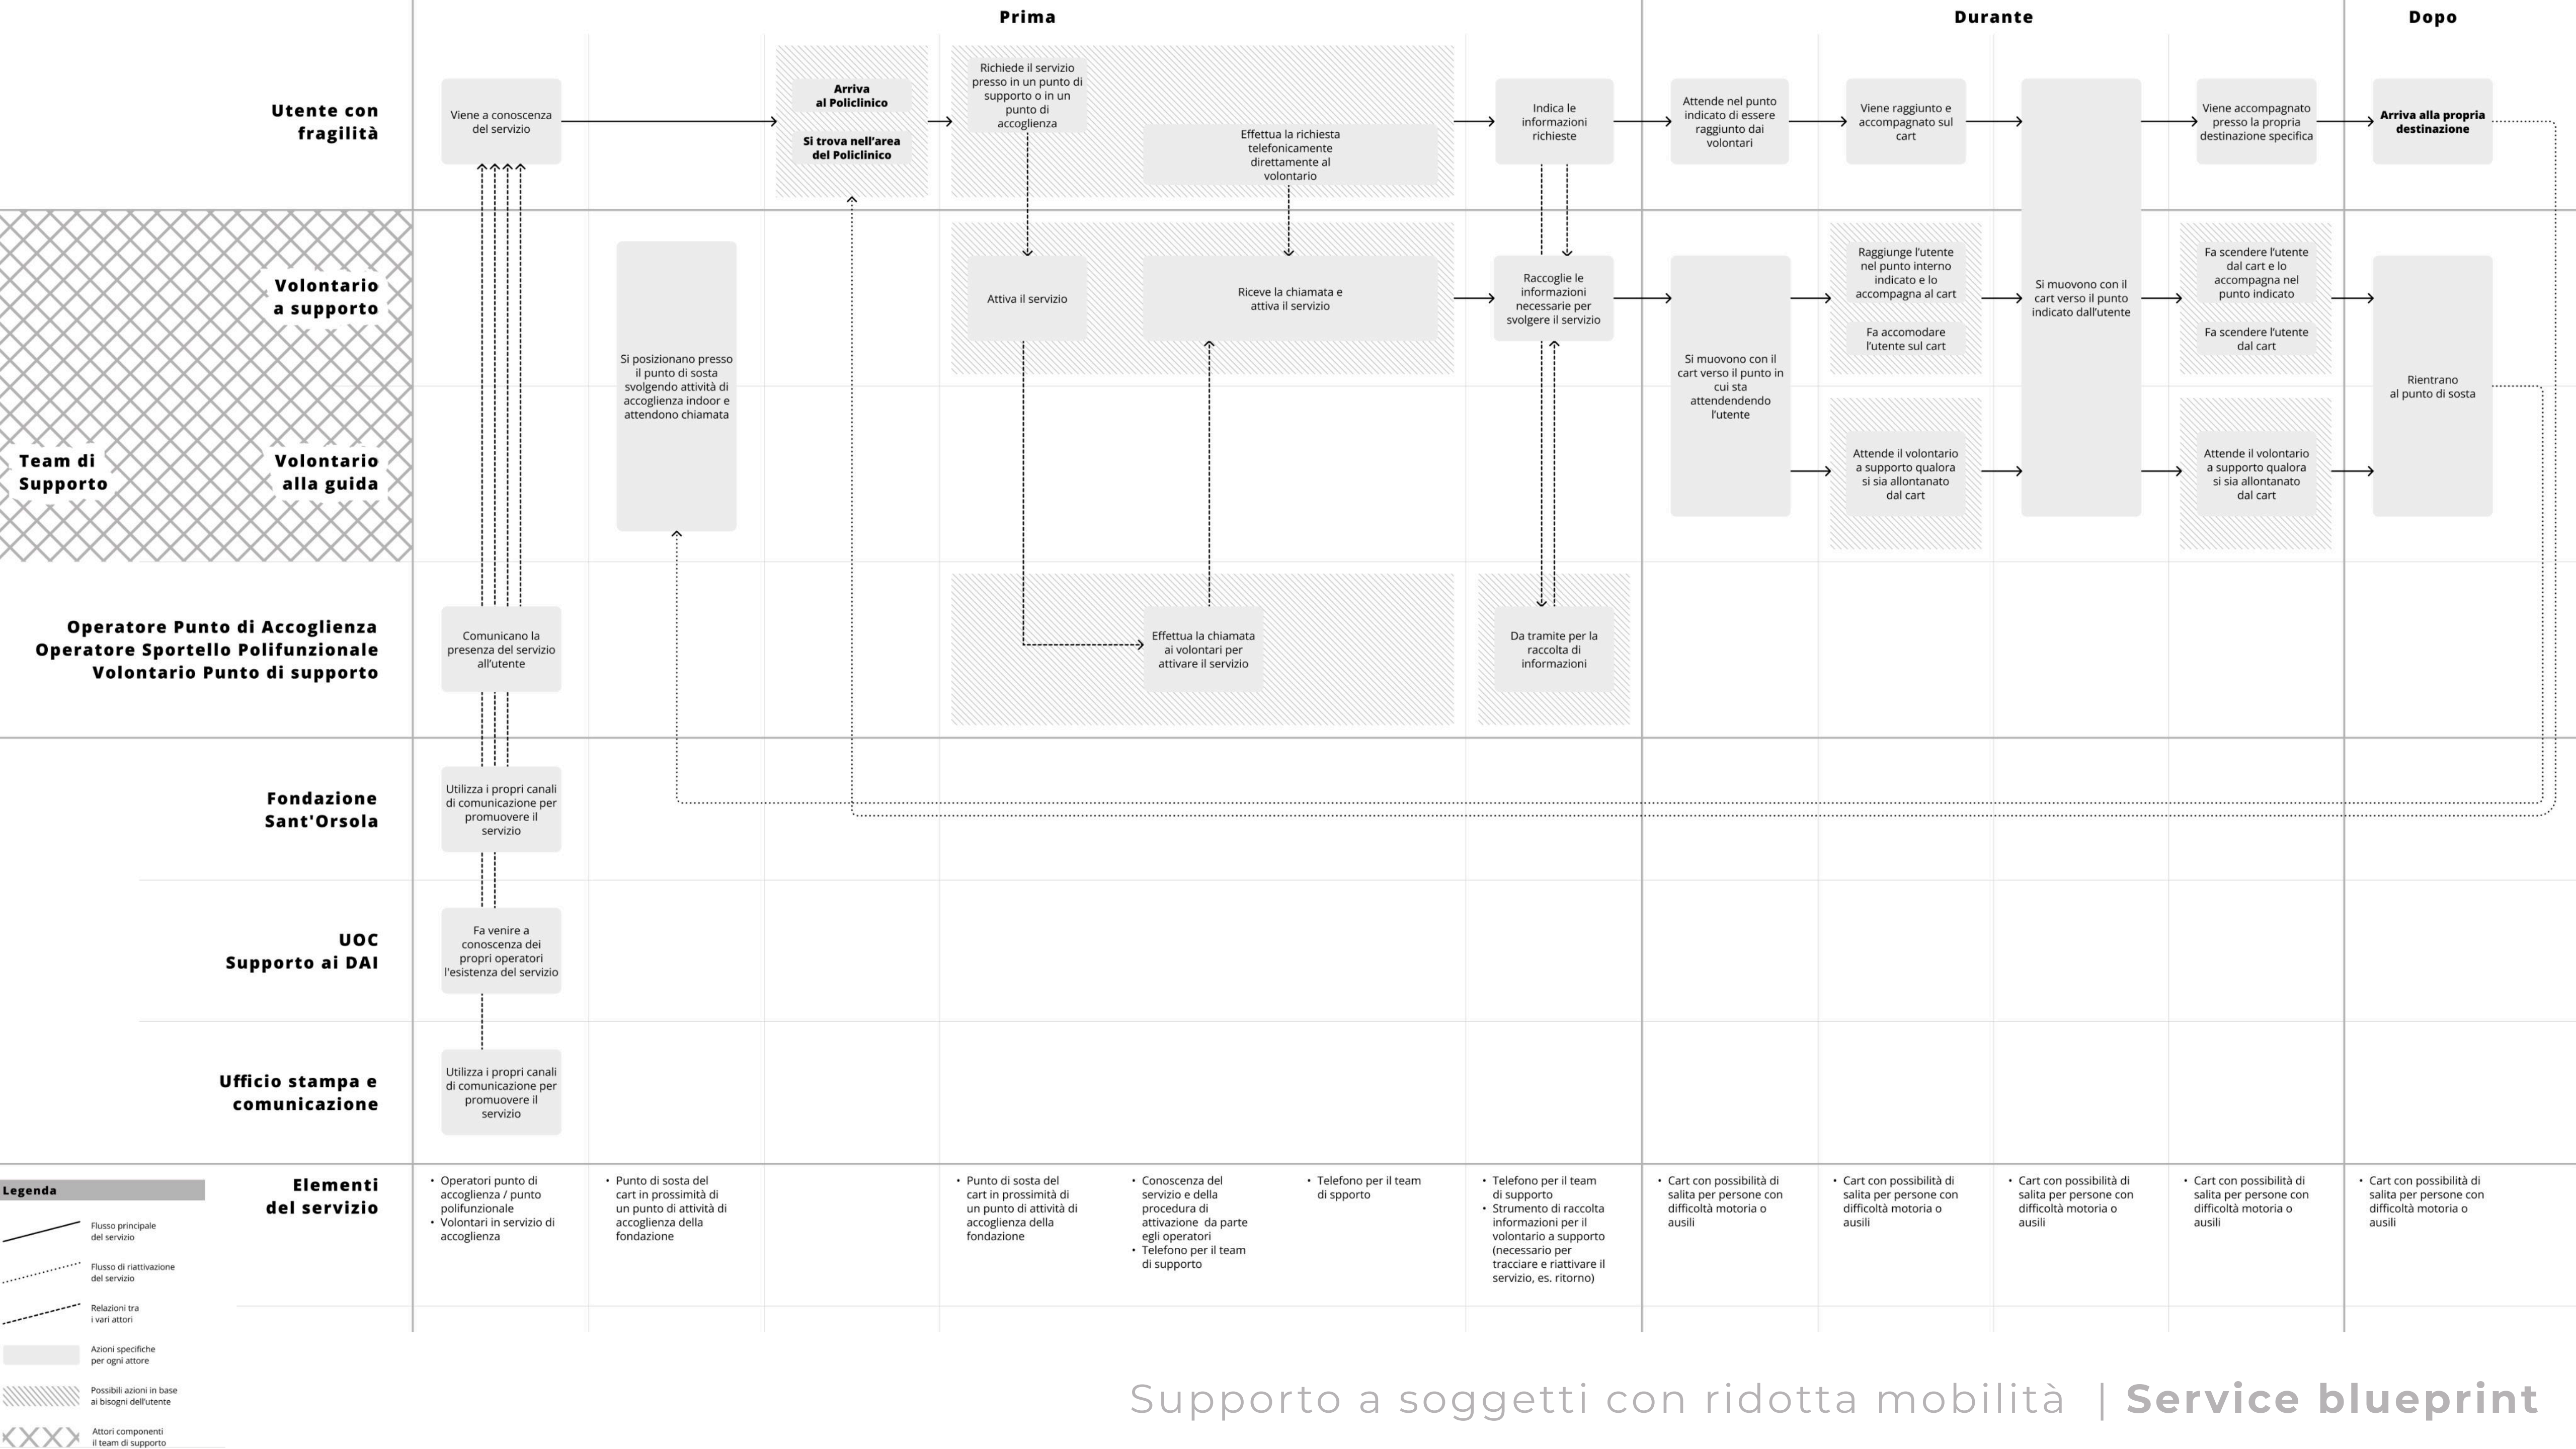 Prima
Durante
Dopo
Utente con
fragilità
Viene a conoscenza
del servizio
Arriva
al Policlinico
Si trova nell'area
del Policlinico
Richiede il servizio
presso in un punto di
supporto o in un
punto di
accoglienza
Effettua la richiesta
telefonicamente
direttamente al
volontario
Indica le
informazioni
richieste
Attende nel punto
indicato di essere
raggiunto dai
volontari
Viene raggiunto e
accompagnato sul
cart
Viene accompagnato
presso la propria
destinazione specifica
Arriva alla propria
destinazione
Team di
Supporto
Volontario
a supporto
Volontario
alla guida
Si posizionano presso
il punto di sosta
svolgendo attività di
accoglienza indoor e
attendono chiamata
Attiva il servizio
Riceve la chiamata e
attiva il servizio
Raccoglie le
informazioni
necessarie per
svolgere il servizio
Si muovono con il
cart verso il punto in
cui sta
attendendendo
l'utente
Raggiunge l'utente
nel punto interno
indicato e lo
accompagna al cart
Fa accomodare
l'utente sul cart
Attende il volontario
a supporto qualora
si sia allontanato
dal cart
Si muovono con il
cart verso il punto
indicato dall'utente
Fa scendere l'utente
dal cart e lo
accompagna nel
punto indicato
Fa scendere l'utente
dal cart
Attende il volontario
a supporto qualora
si sia allontanato
dal cart
Rientrano
al punto di sosta
Operatore Punto di Accoglienza
Operatore Sportello Polifunzionale
Volontario Punto di supporto
Comunicano la
presenza del servizio
all'utente
Effettua la chiamata
ai volontari per
attivare il servizio
Da tramite per la
raccolta di
informazioni
Fondazione
Sant'Orsola
Utilizza i propri canali
di comunicazione per
promuovere il
servizio
UOC
Supporto ai DAI
Fa venire a
conoscenza dei
propri operatori
l'esistenza del servizio
Ufficio stampa e
comunicazione
Utilizza i propri canali
di comunicazione per
promuovere il
servizio
Elementi
del servizio
• Operatori punto di
accoglienza / punto
polifunzionale
• Volontari in servizio di
accoglienza
• Punto di sosta del
cart in prossimità di
un punto di attività di
accoglienza della
fondazione
• Punto di sosta del
cart in prossimità di
un punto di attività di
accoglienza della
fondazione
• Conoscenza del
servizio e della
procedura di
attivazione da parte
egli operatori
• Telefono per il team
di supporto
• Telefono per il team
di spporto
• Telefono per il team
di supporto
• Strumento di raccolta
informazioni per il
volontario a supporto
(necessario per
tracciare e riattivare il
servizio, es. ritorno)
• Cart con possibilità di
salita per persone con
difficoltà motoria o
ausili
• Cart con possibilità di
salita per persone con
difficoltà motoria o
ausili
• Cart con possibilità di
salita per persone con
difficoltà motoria o
ausili
• Cart con possibilità di
salita per persone con
difficoltà motoria o
ausili
• Cart con possibilità di
salita per persone con
difficoltà motoria o
ausili
Legenda
Flusso principale
del servizio
Flusso di riattivazione
del servizio
Relazioni tra
i vari attori
Azioni specifiche
per ogni attore
Possibili azioni in base
ai bisogni dell'utente
Attori componenti
il team di supporto
Supporto a soggetti con ridotta mobilità | Service blueprint